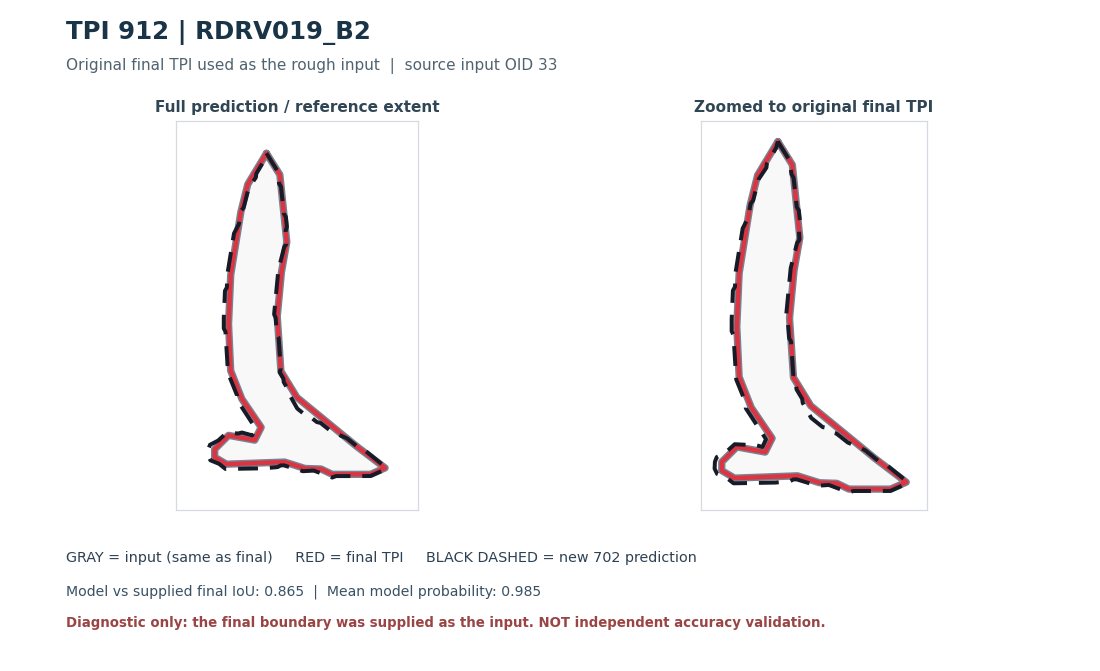 TPI 912 | RDRV019_B2
Original final TPI used as the rough input | source input OID 33
Full prediction / reference extent
Zoomed to original final TPI
GRAY = input (same as final) RED = final TPI BLACK DASHED = new 702 prediction
Model vs supplied final IoU: 0.865 | Mean model probability: 0.985
Diagnostic only: the final boundary was supplied as the input. NOT independent accuracy validation.